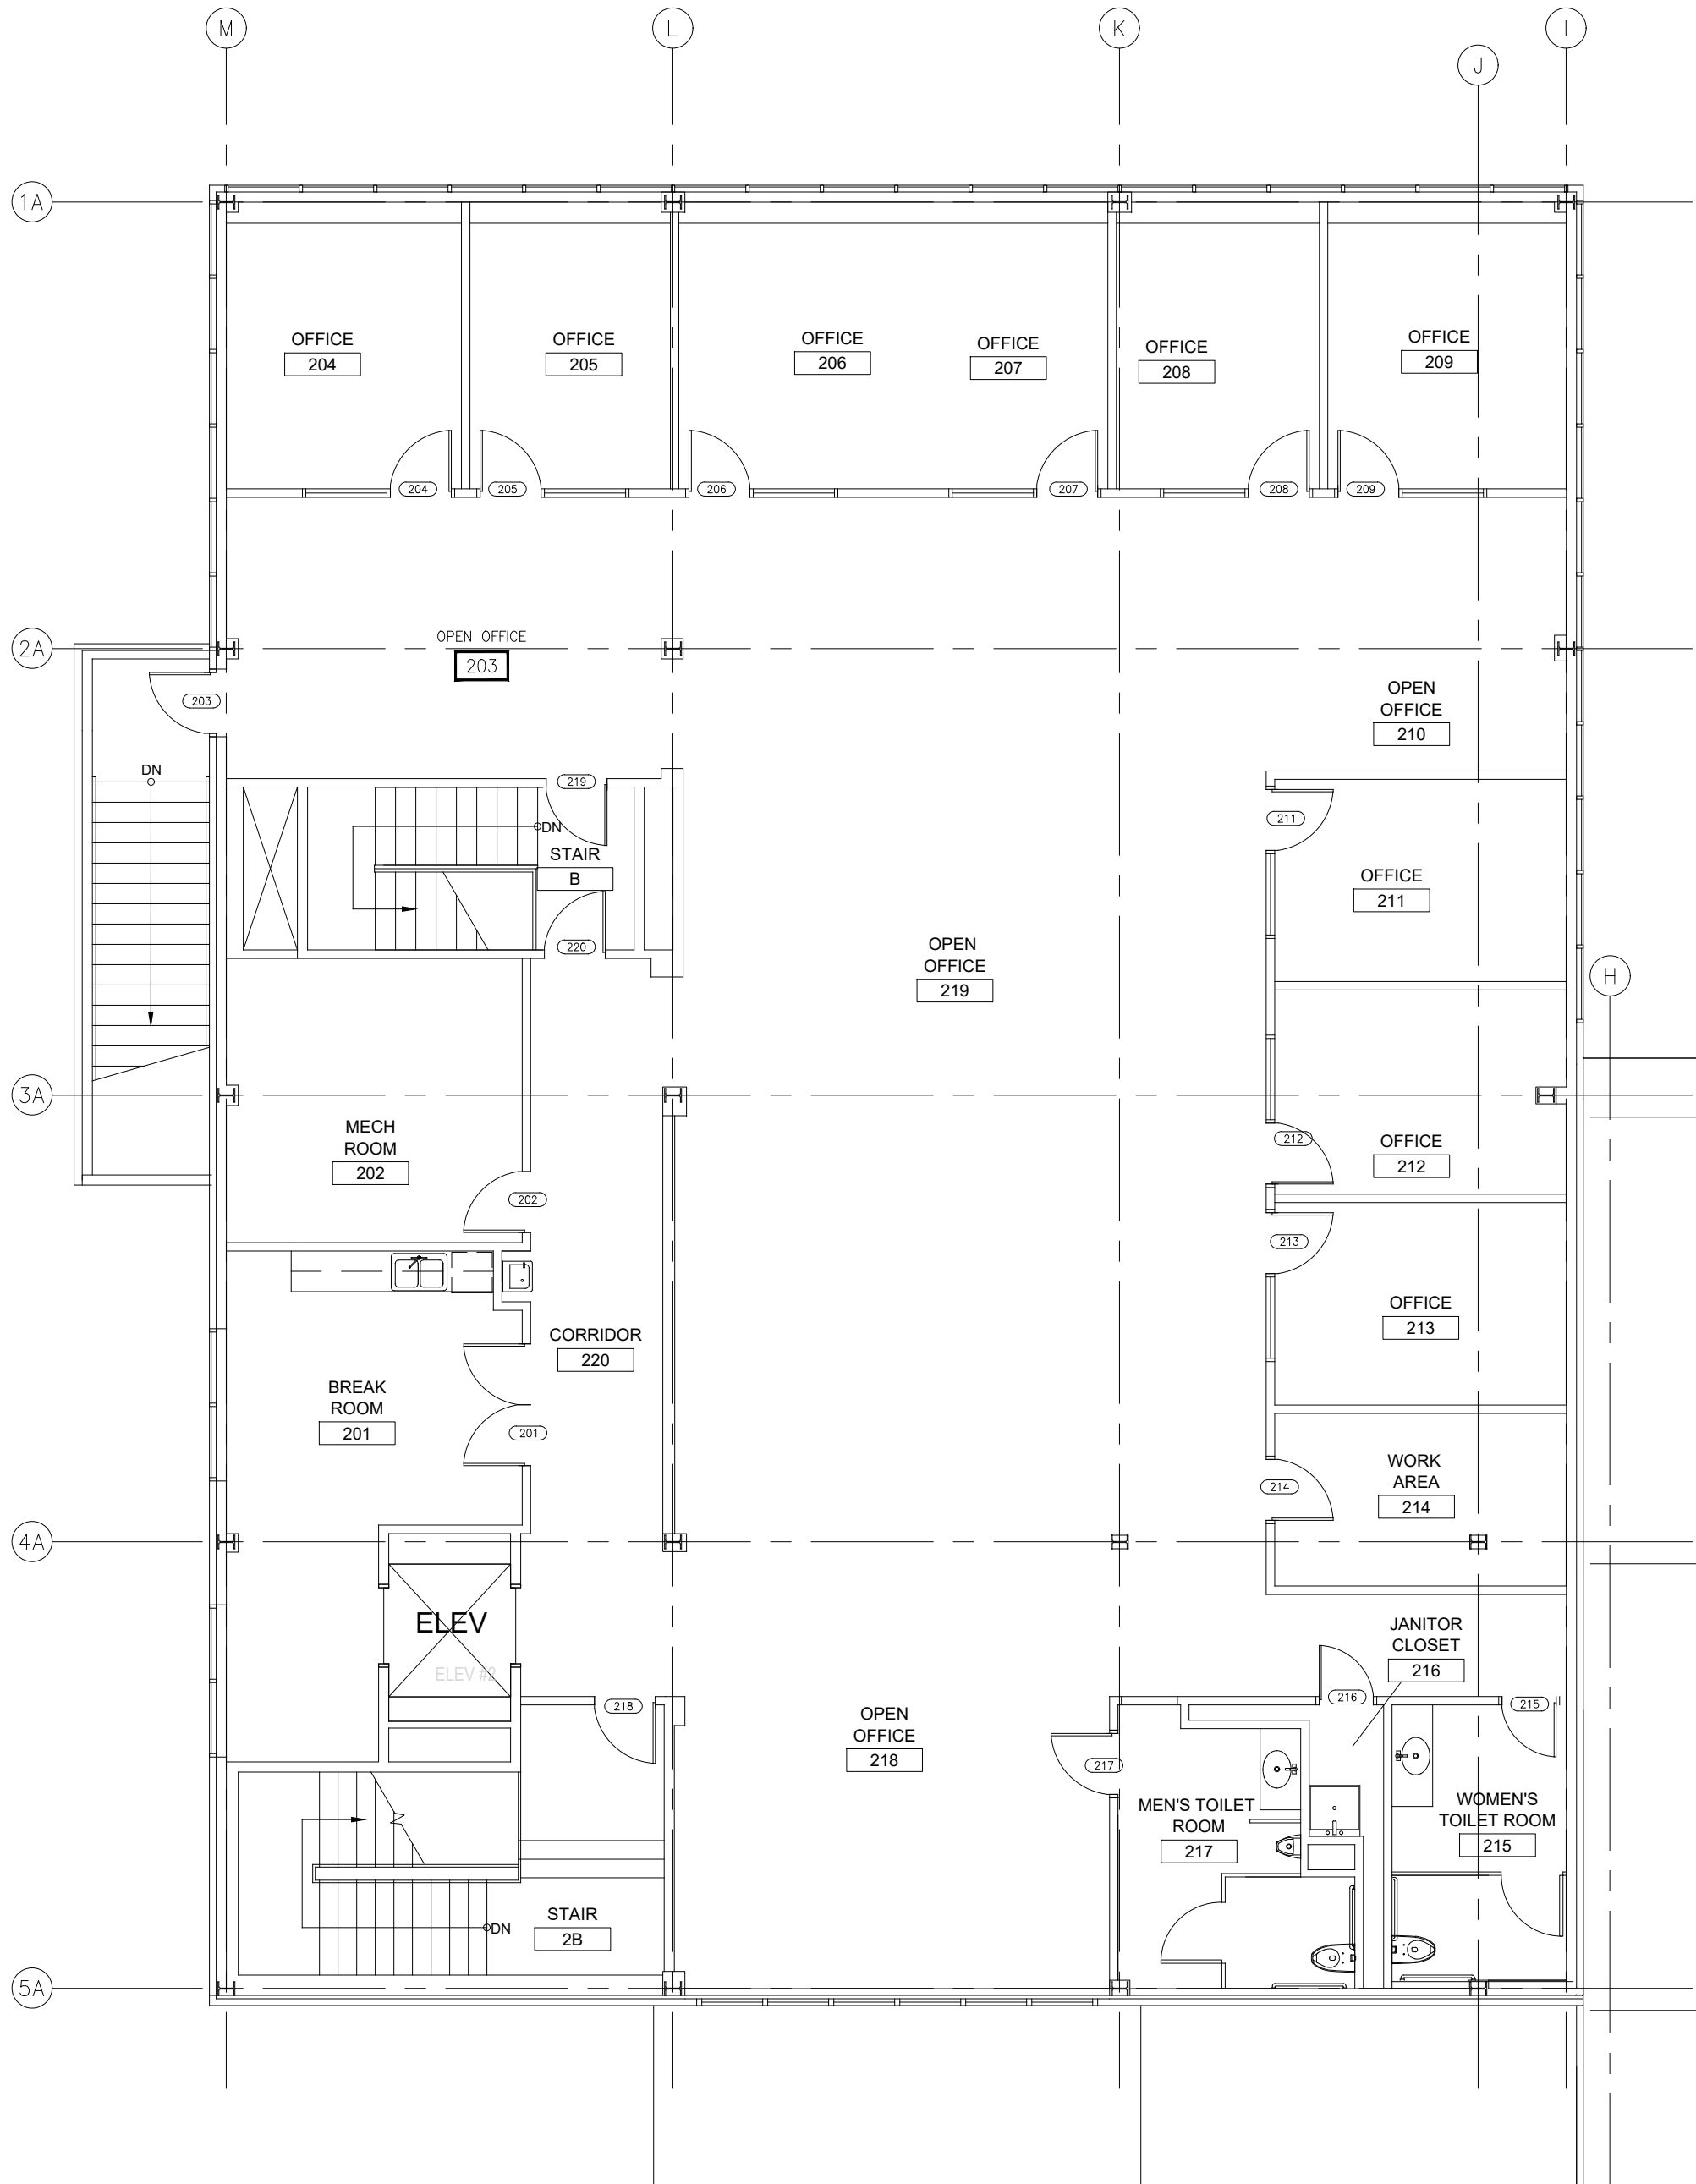 M
L
K
I
J
1A
OFFICE
204
OFFICE
205
OFFICE
206
OFFICE
207
OFFICE
208
OFFICE
209
204
205
206
207
208
209
2A
OPEN OFFICE
203
203
OPEN
OFFICE
210
DN
219
DN
STAIR
B
220
211
OFFICE
211
OPEN
OFFICE
219
H
3A
MECH
ROOM
202
202
212
OFFICE
212
213
OFFICE
213
CORRIDOR
220
BREAK
ROOM
201
201
WORK
AREA
214
214
4A
ELEV
ELEV #2
JANITOR
CLOSET
216
218
216
215
OPEN
OFFICE
218
217
MEN'S TOILET
ROOM
217
WOMEN'S
TOILET ROOM
215
STAIR
2B
DN
5A